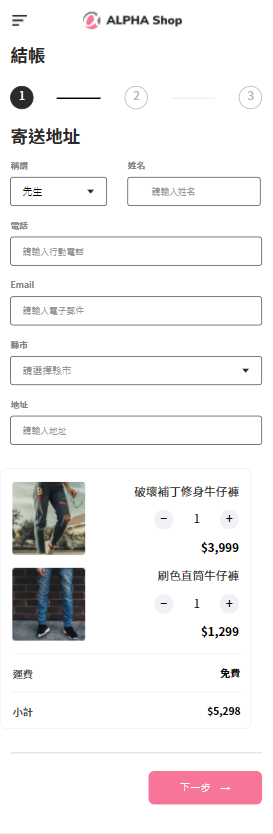 ALPHA Shop
結帳
1 2 3
寄送地址
稱謂 姓名
先生 請輸入姓名
電話
請輸入行動電話
Email
請輸入電子郵件
縣市
請選擇縣市
地址
請輸入地址
破壞補丁修身牛仔褲
− 1 +
$3,999
刷色直筒牛仔褲
− 1 +
$1,299
運費 免費
小計 $5,298
下一步 →